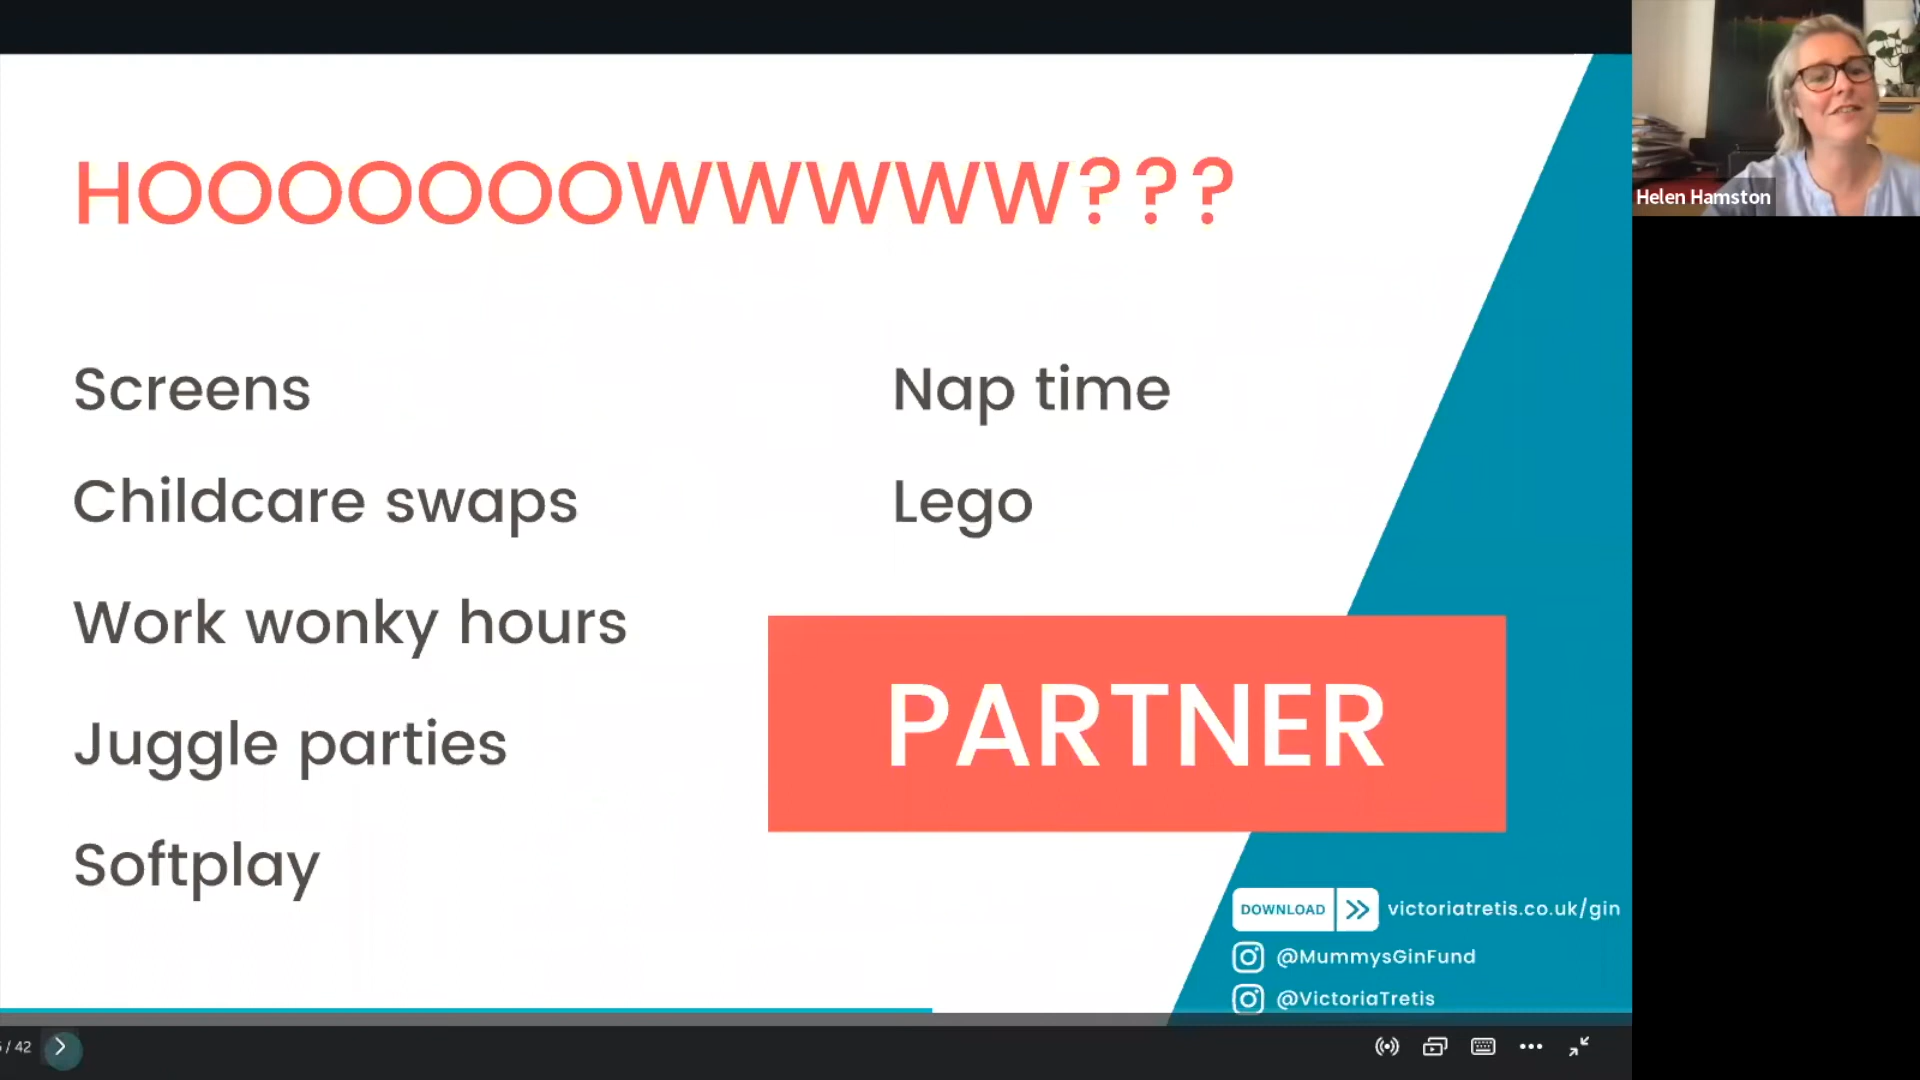 HOOOOOOOWWWWW???
Screens
Childcare swaps
Work wonky hours
Juggle parties
Softplay
Nap time
Lego
PARTNER
DOWNLOAD victoriatretis.co.uk/gin
@MummysGinFund
@VictoriaTretis
/ 42
Helen Hamston